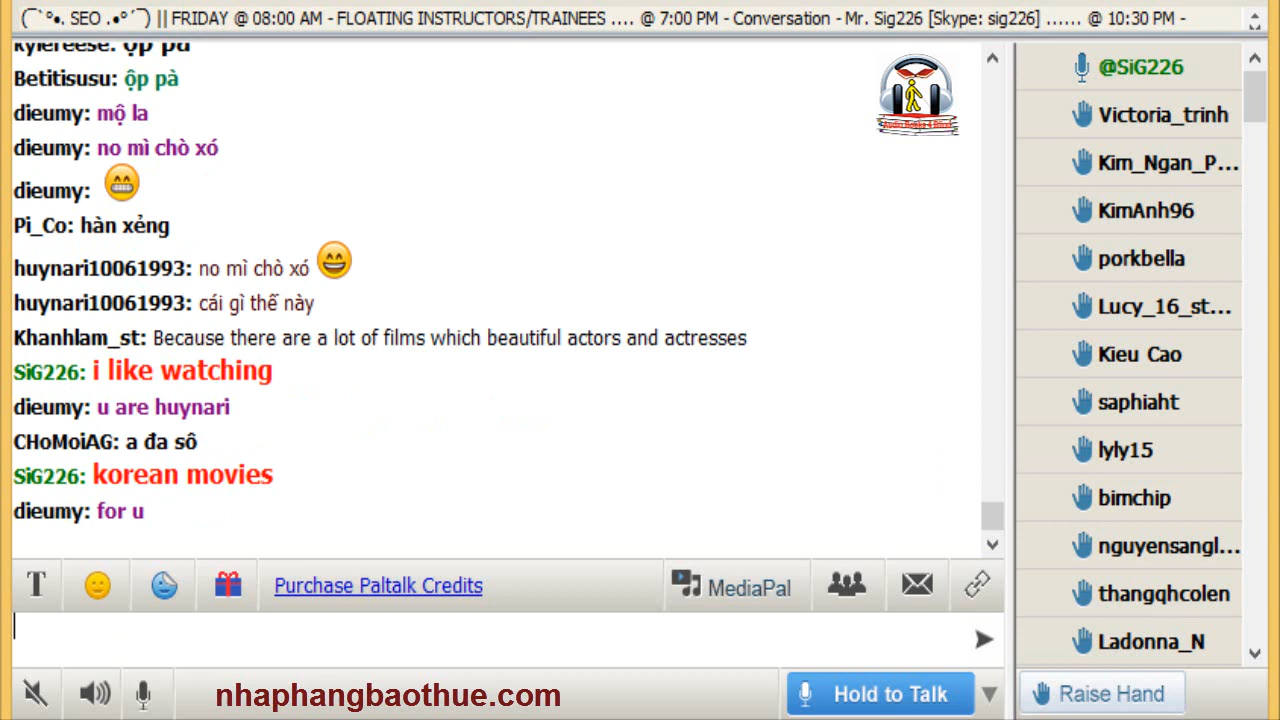 (¯`°•. SEO .•°´¯) || FRIDAY @ 08:00 AM - FLOATING INSTRUCTORS/TRAINEES .... @ 7:00 PM - Conversation - Mr. Sig226 [Skype: sig226] ...... @ 10:30 PM -
kylereese: ộp pà
Betitisusu: ộp pà
dieumy: mộ la
dieumy: no mì chò xó
dieumy:
Pi_Co: hàn xẻng
huynari10061993: no mì chò xó
huynari10061993: cái gì thế này
Khanhlam_st: Because there are a lot of films which beautiful actors and actresses
SiG226: i like watching
dieumy: u are huynari
CHoMoiAG: a đa sô
SiG226: korean movies
dieumy: for u
T
Purchase Paltalk Credits
MediaPal
nhaphangbaothue.com
Hold to Talk
@SiG226
Victoria_trinh
Kim_Ngan_P...
KimAnh96
porkbella
Lucy_16_st...
Kieu Cao
saphiaht
lyly15
bimchip
nguyensangl...
thangqhcolen
Ladonna_N
Raise Hand